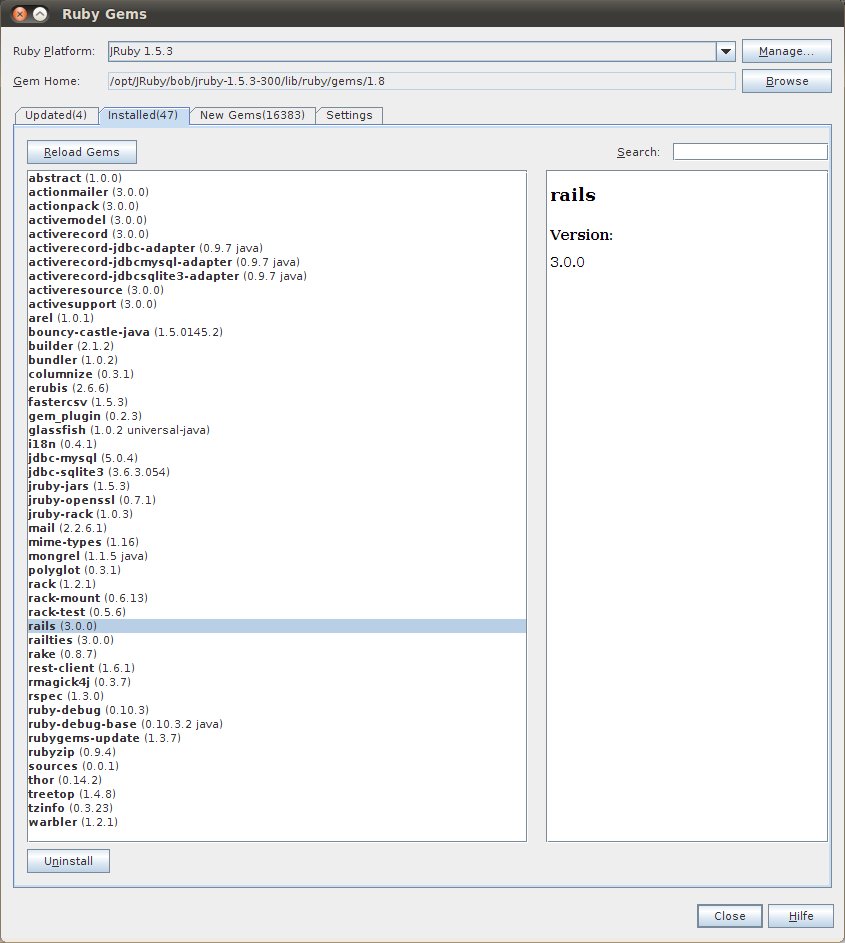 Ruby Gems
Ruby Platform: JRuby 1.5.3 Manage...
Gem Home: /opt/JRuby/bob/jruby-1.5.3-300/lib/ruby/gems/1.8 Browse
Updated(4) Installed(47) New Gems(16383) Settings
Reload Gems Search:
abstract (1.0.0)
actionmailer (3.0.0)
actionpack (3.0.0)
activemodel (3.0.0)
activerecord (3.0.0)
activerecord-jdbc-adapter (0.9.7 java)
activerecord-jdbcmysql-adapter (0.9.7 java)
activerecord-jdbcsqlite3-adapter (0.9.7 java)
activeresource (3.0.0)
activesupport (3.0.0)
arel (1.0.1)
bouncy-castle-java (1.5.0145.2)
builder (2.1.2)
bundler (1.0.2)
columnize (0.3.1)
erubis (2.6.6)
fastercsv (1.5.3)
gem_plugin (0.2.3)
glassfish (1.0.2 universal-java)
i18n (0.4.1)
jdbc-mysql (5.0.4)
jdbc-sqlite3 (3.6.3.054)
jruby-jars (1.5.3)
jruby-openssl (0.7.1)
jruby-rack (1.0.3)
mail (2.2.6.1)
mime-types (1.16)
mongrel (1.1.5 java)
polyglot (0.3.1)
rack (1.2.1)
rack-mount (0.6.13)
rack-test (0.5.6)
rails (3.0.0)
railties (3.0.0)
rake (0.8.7)
rest-client (1.6.1)
rmagick4j (0.3.7)
rspec (1.3.0)
ruby-debug (0.10.3)
ruby-debug-base (0.10.3.2 java)
rubygems-update (1.3.7)
rubyzip (0.9.4)
sources (0.0.1)
thor (0.14.2)
treetop (1.4.8)
tzinfo (0.3.23)
warbler (1.2.1)
rails
Version:
3.0.0
Uninstall
Close Hilfe